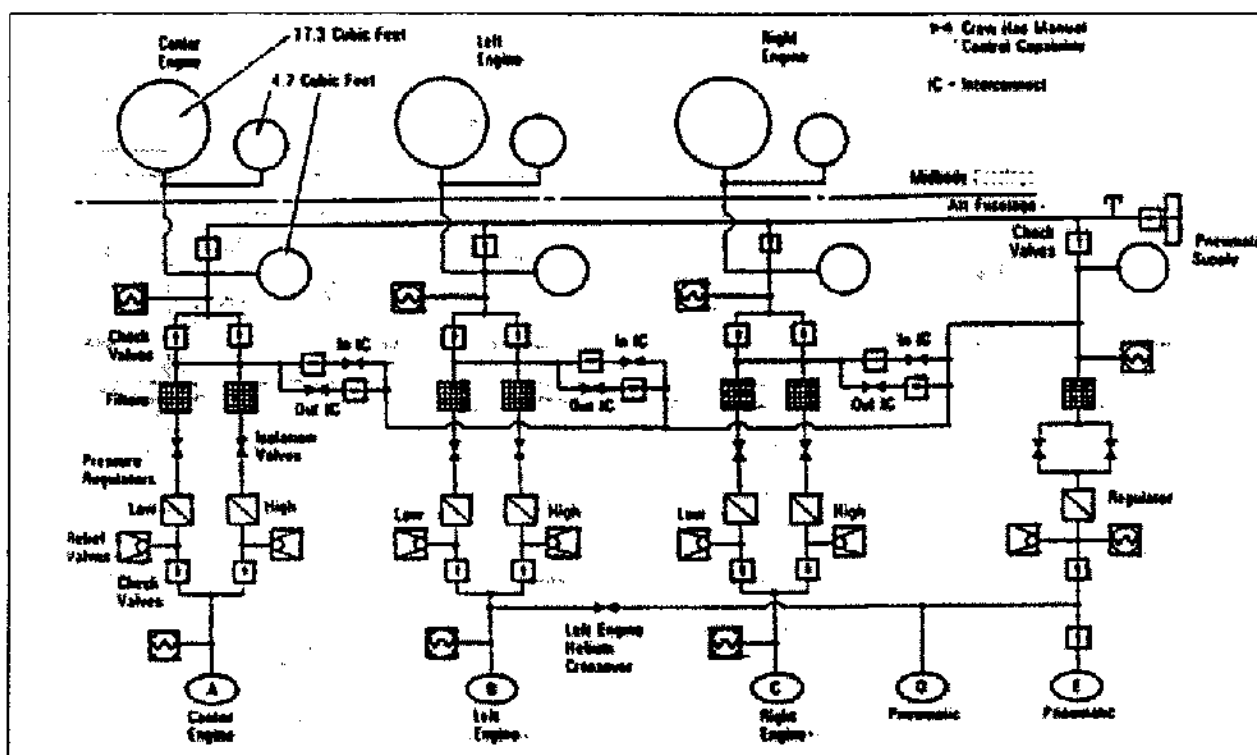 Center
Engine
17.3 Cubic Feet
4.7 Cubic Feet
Left
Engine
Right
Engine
Crew Has Manual
Control Capability
IC - Interconnect
Midbody Fuselage
Aft Fuselage
Check
Valves
Pneumatic
Supply
Check
Valves
In IC
In IC
In IC
Filters
Out IC
Out IC
Out IC
Isolation
Valves
Pressure
Regulators
Low
High
Low
High
Low
High
Regulator
Relief
Valves
Check
Valves
Left Engine
Helium
Crossover
A
B
C
D
E
Center
Engine
Left
Engine
Right
Engine
Pneumatic
Pneumatic